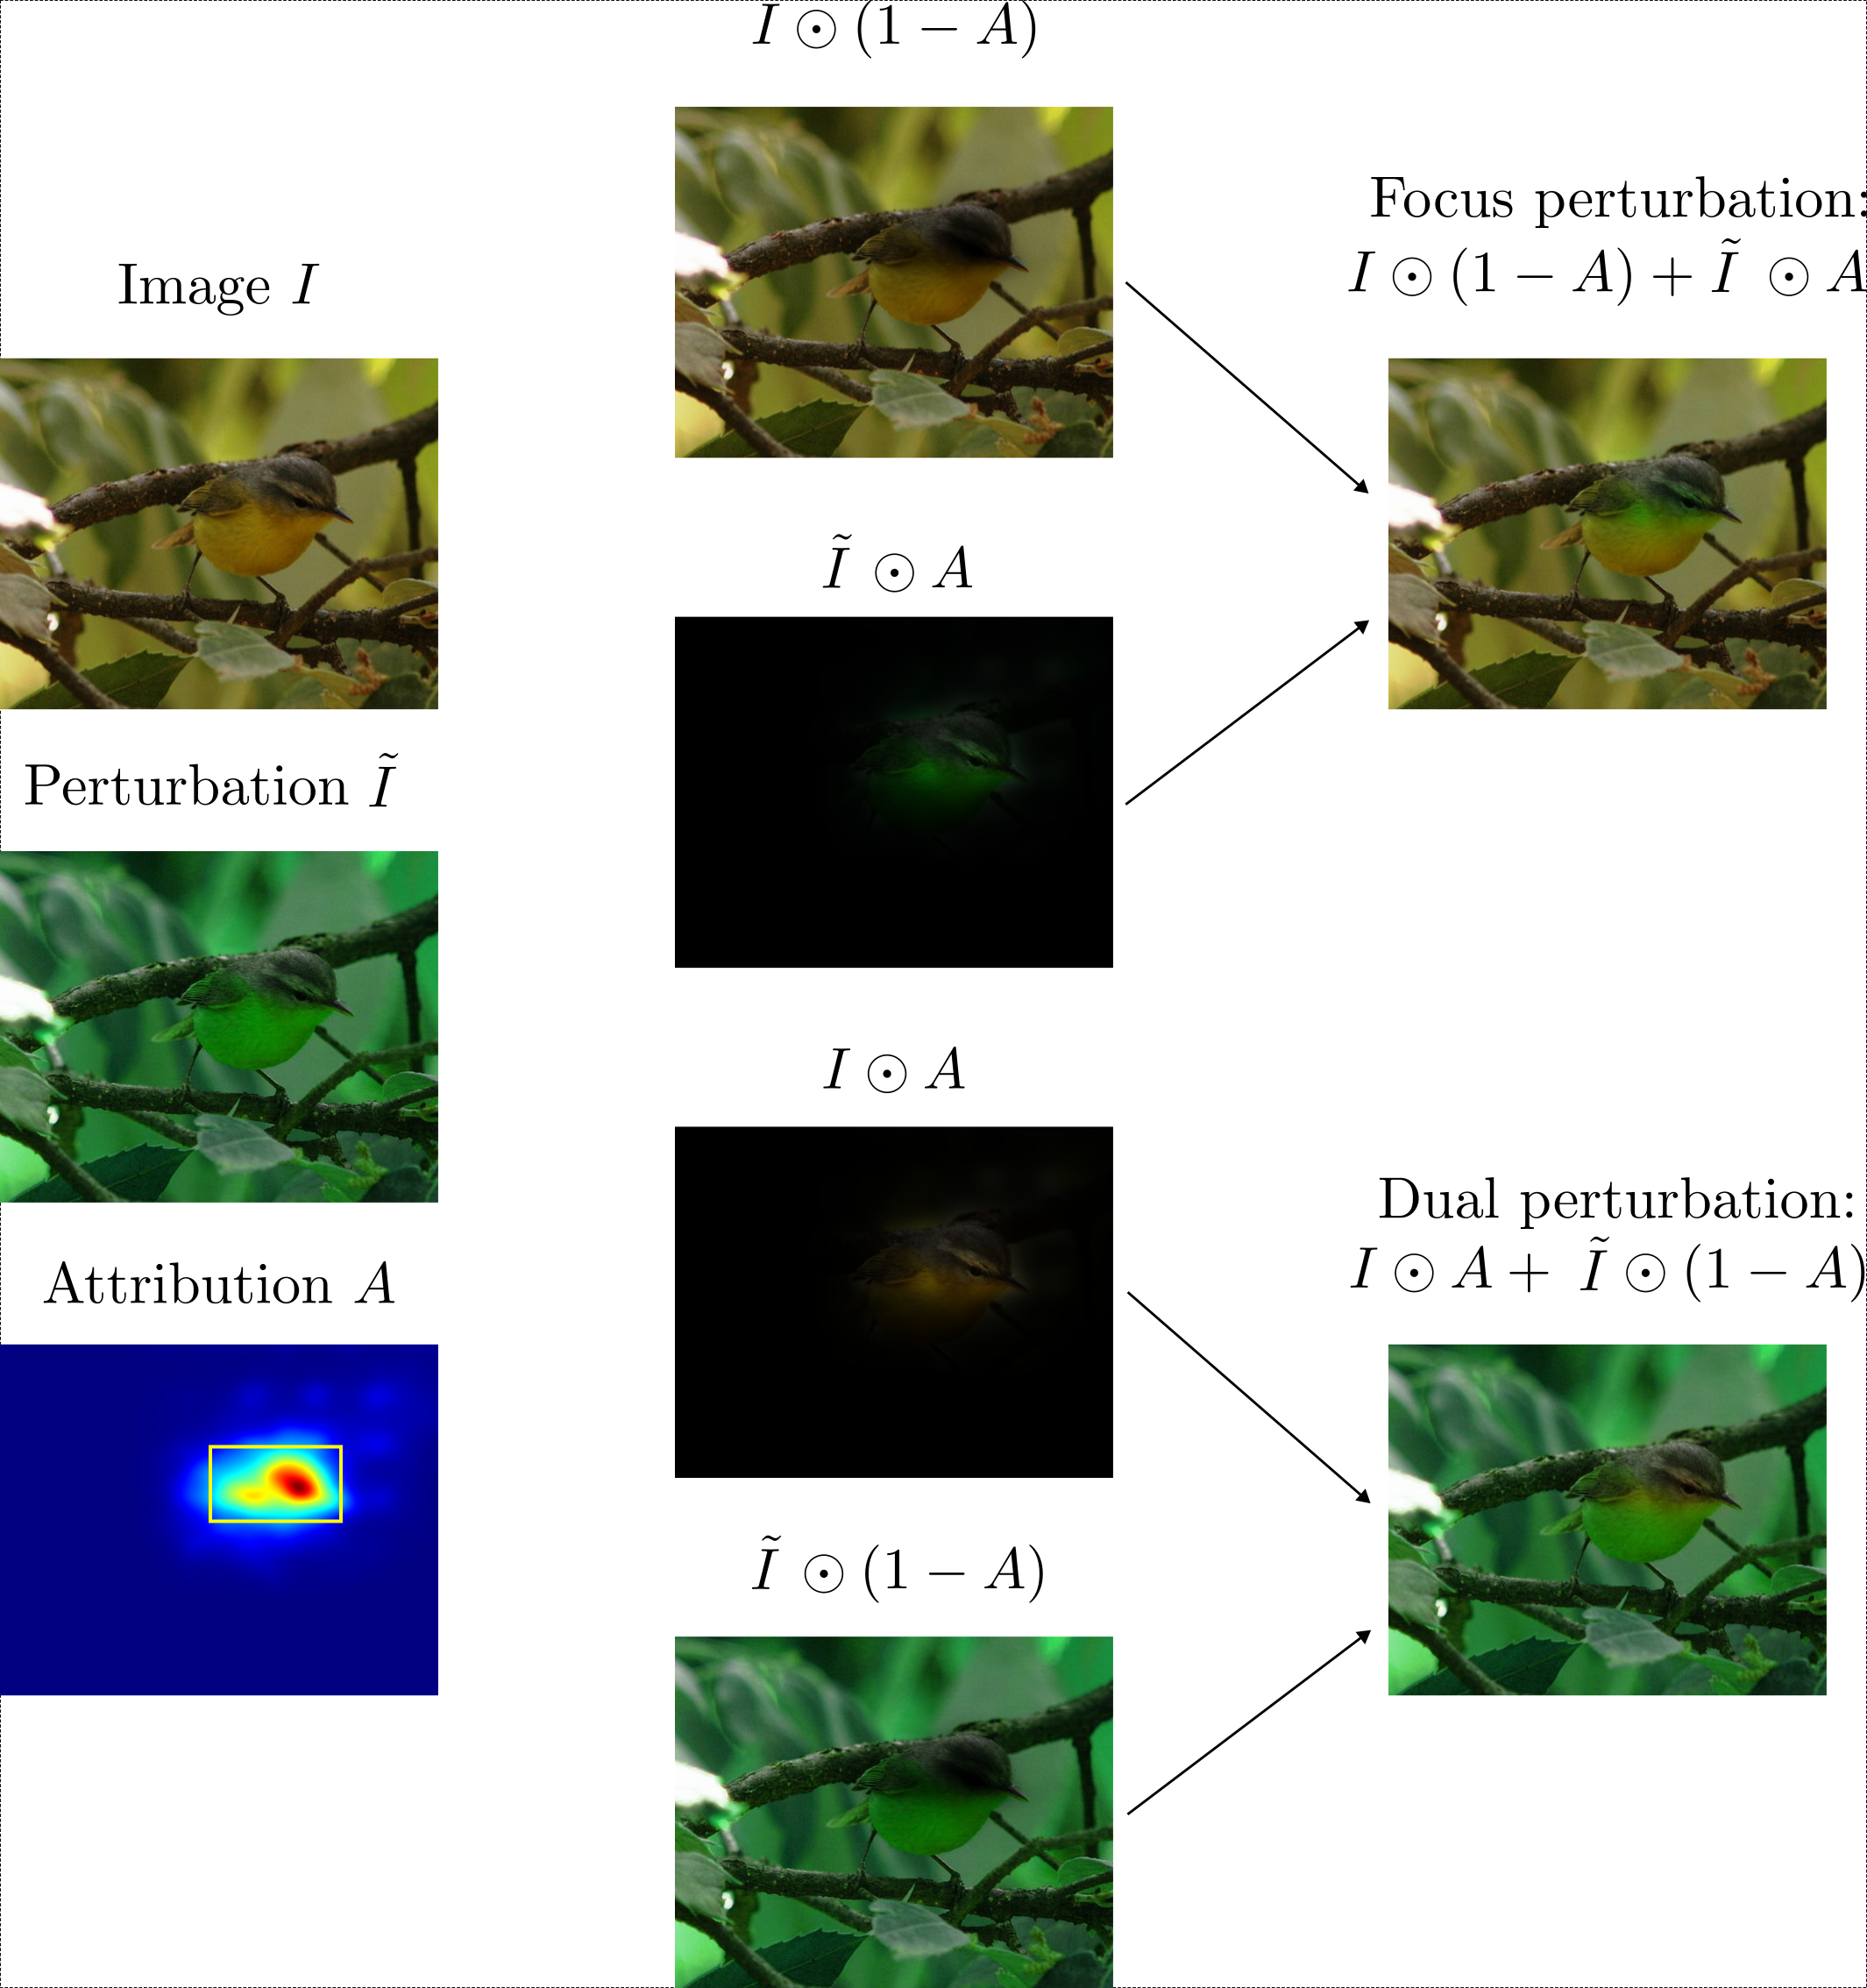 I ⊙ (1 − A)
Focus perturbation:
I ⊙ (1 − A) + Ĩ ⊙ A
Image I
Ĩ ⊙ A
Perturbation Ĩ
I ⊙ A
Dual perturbation:
I ⊙ A + Ĩ ⊙ (1 − A)
Attribution A
Ĩ ⊙ (1 − A)